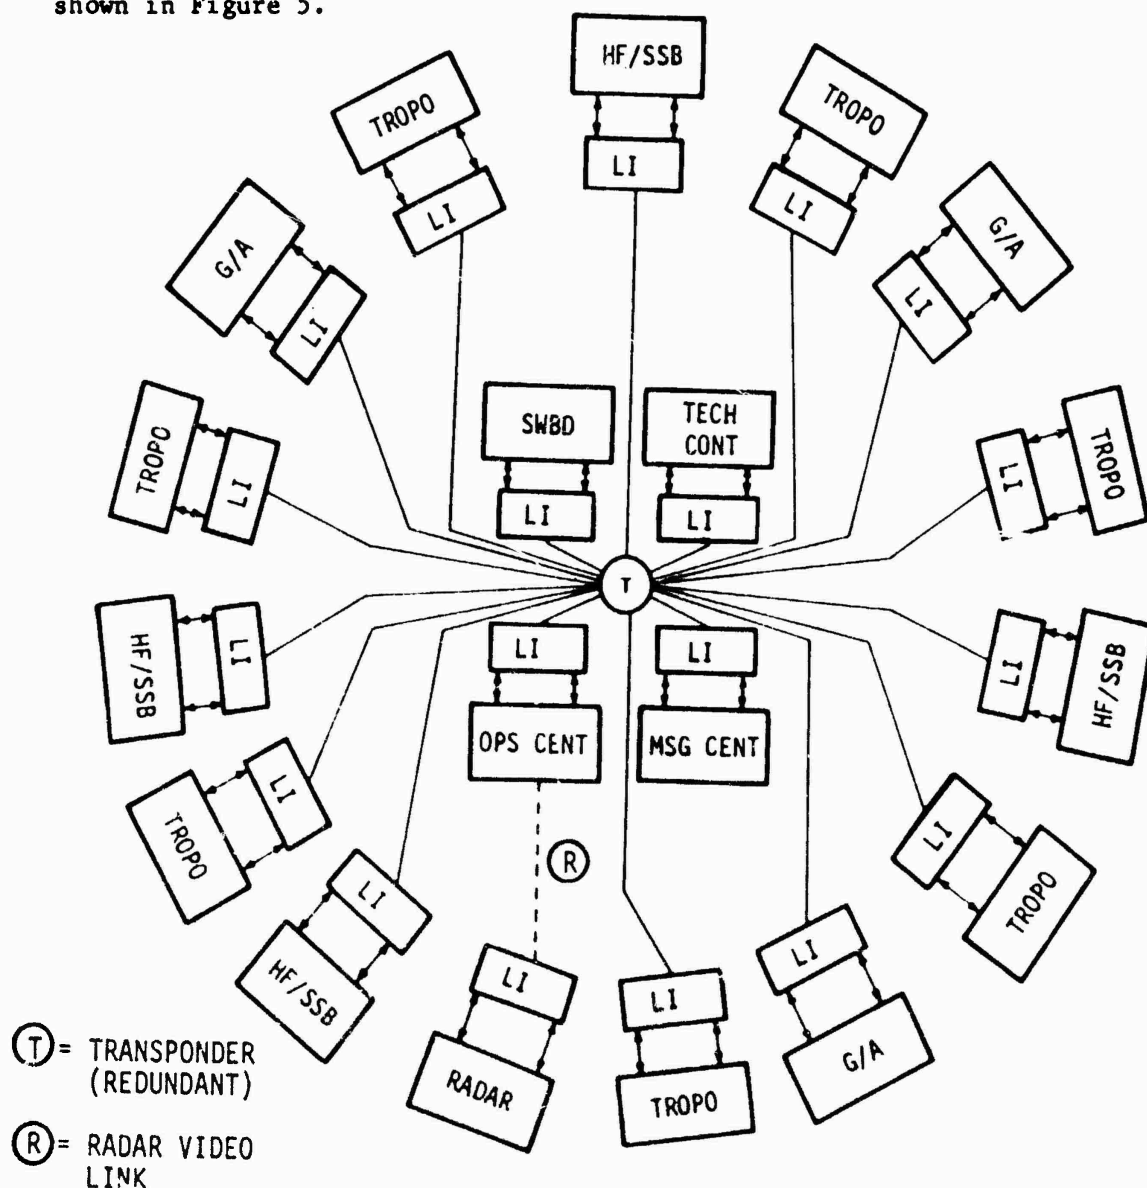 shown in Figure 5.
HF/SSB
LI
TROPO
LI
TROPO
LI
G/A
LI
G/A
LI
TROPO
LI
SWBD
LI
TECH
CONT
LI
LI
TROPO
T
HF/SSB
LI
LI
OPS CENT
LI
MSG CENT
LI
HF/SSB
TROPO
LI
LI
TROPO
R
HF/SSB
LI
LI
RADAR
LI
TROPO
LI
G/A
T = TRANSPONDER
(REDUNDANT)
R = RADAR VIDEO
LINK